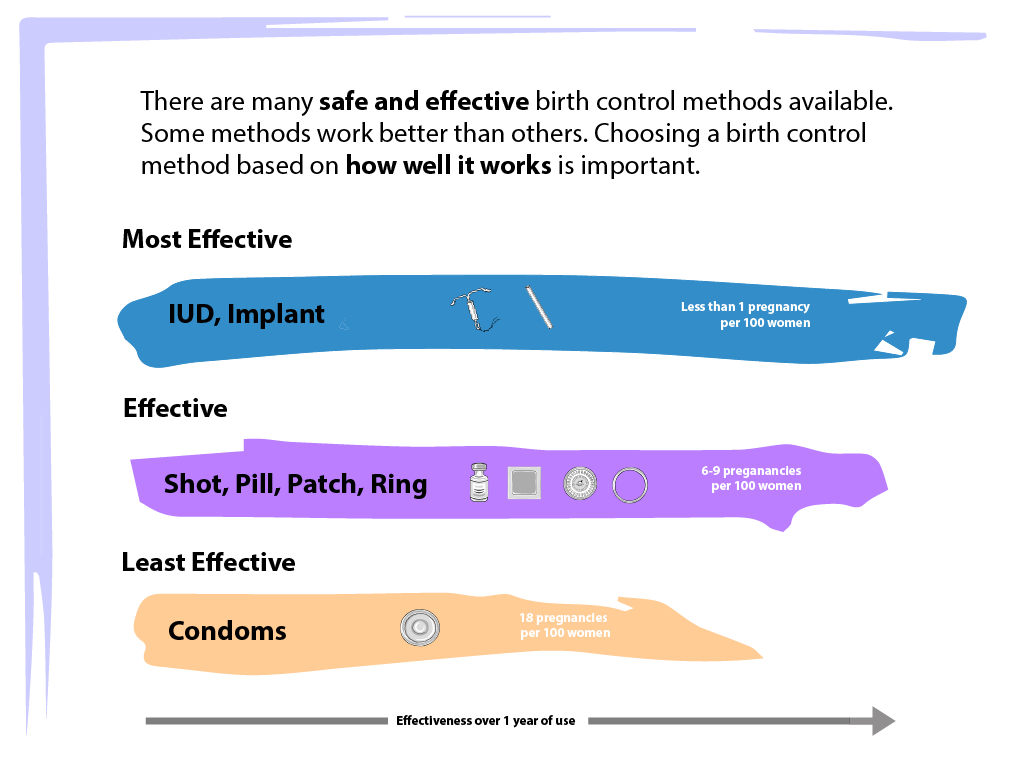 There are many safe and effective birth control methods available.
Some methods work better than others. Choosing a birth control
method based on how well it works is important.
Most Effective
IUD, Implant
Less than 1 pregnancy
per 100 women
Effective
Shot, Pill, Patch, Ring
6-9 preganancies
per 100 women
Least Effective
Condoms
18 pregnancies
per 100 women
Effectiveness over 1 year of use